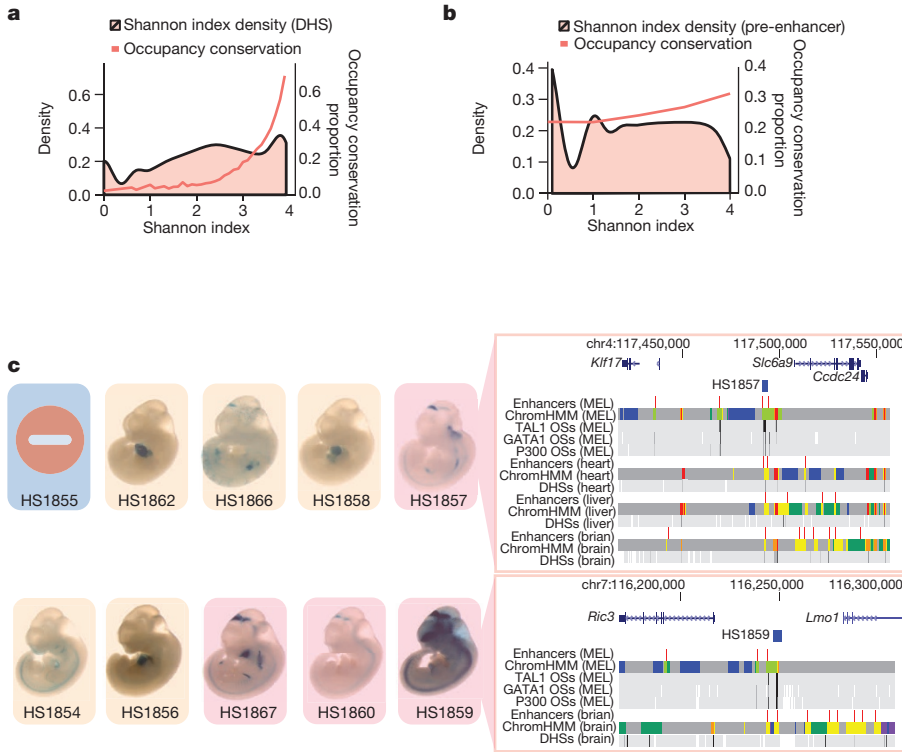 a
Shannon index density (DHS)
Occupancy conservation
0.6
0.4
0.2
0.0
Density
0.6
0.4
0.2
0.0
Occupancy conservation
proportion
0 1 2 3 4
Shannon index
b
Shannon index density (pre-enhancer)
Occupancy conservation
0.4
0.3
0.2
0.1
0.0
Density
0.4
0.3
0.2
0.1
0.0
Occupancy conservation
proportion
0 1 2 3 4
Shannon index
c
HS1855 HS1862 HS1866 HS1858 HS1857
HS1854 HS1856 HS1867 HS1860 HS1859
chr4:117,450,000 117,500,000 117,550,000
Klf17 Slc6a9
Ccdc24
HS1857
Enhancers (MEL)
ChromHMM (MEL)
TAL1 OSs (MEL)
GATA1 OSs (MEL)
P300 OSs (MEL)
Enhancers (heart)
ChromHMM (heart)
DHSs (heart)
Enhancers (liver)
ChromHMM (liver)
DHSs (liver)
Enhancers (brian)
ChromHMM (brain)
DHSs (brain)
chr7:116,200,000 116,250,000 116,300,000
Ric3 Lmo1
HS1859
Enhancers (MEL)
ChromHMM (MEL)
TAL1 OSs (MEL)
GATA1 OSs (MEL)
P300 OSs (MEL)
Enhancers (brian)
ChromHMM (brain)
DHSs (brain)